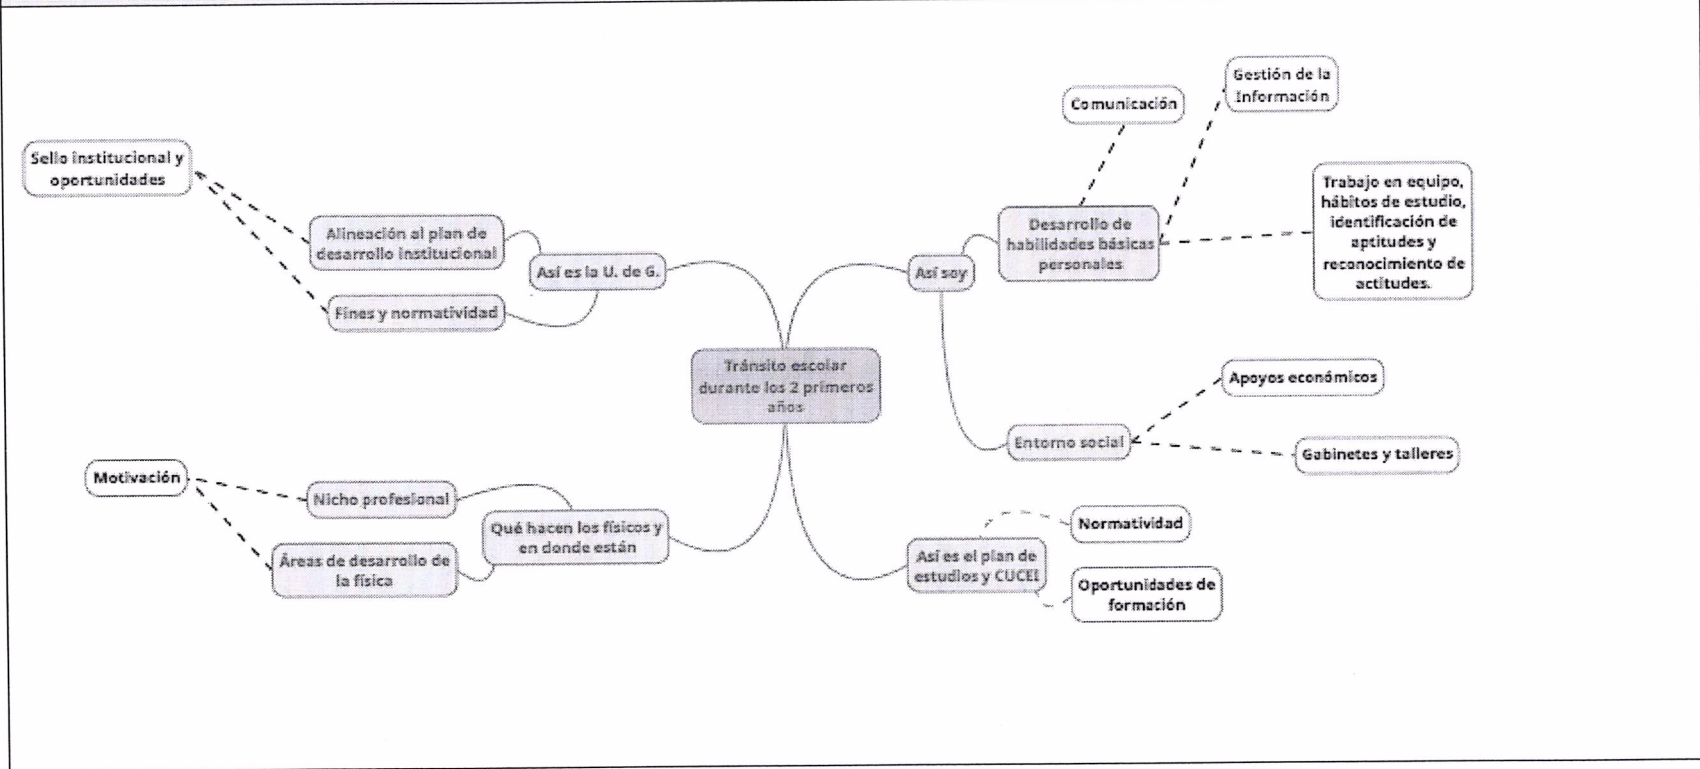 Gestión de la
Información
Comunicación
Sello institucional y
oportunidades
Trabajo en equipo,
hábitos de estudio,
identificación de
aptitudes y
reconocimiento de
actitudes.
Alineación al plan de
desarrollo institucional
Desarrollo de
habilidades básicas
personales
Así es la U. de G.
Así soy
Fines y normatividad
Tránsito escolar
durante los 2 primeros
años
Apoyos económicos
Entorno social
Gabinetes y talleres
Motivación
Nicho profesional
Qué hacen los físicos y
en donde están
Áreas de desarrollo de
la física
Normatividad
Así es el plan de
estudios y CUCEI
Oportunidades de
formación